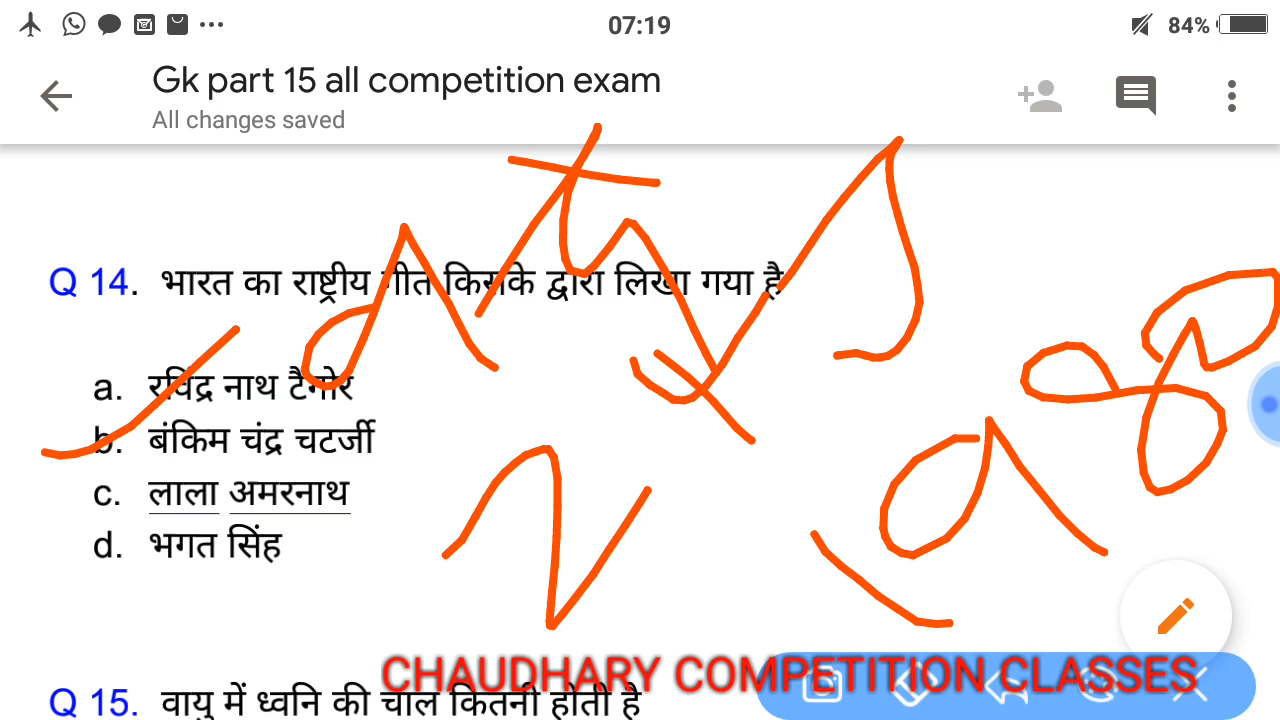 07:19
84%
Gk part 15 all competition exam
All changes saved
Q 14. भारत का राष्ट्रीय गीत किसके द्वारा लिखा गया है
a. रविंद्र नाथ टैगोर
b. बंकिम चंद्र चटर्जी
c. लाला अमरनाथ
d. भगत सिंह
CHAUDHARY COMPETITION CLASSES
Q 15. वायु में ध्वनि की चाल कितनी होती है